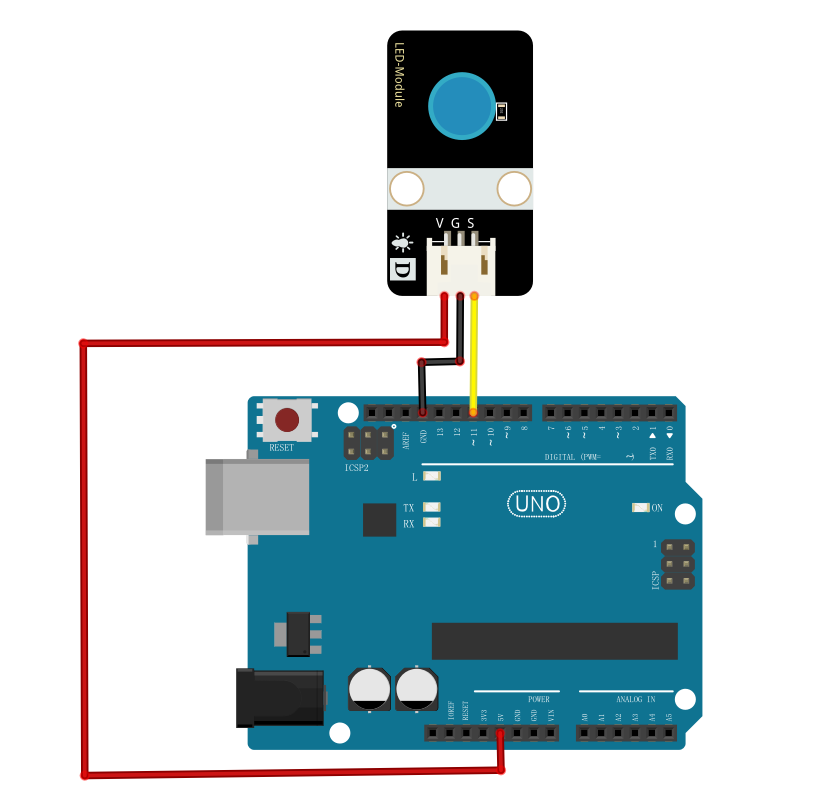 LED-Module
V G S
D
RESET
ICSP2
AREF
GND
13
12
~11
~10
~9
8
7
~6
~5
4
~3
2
TX0▶1
RX0◀0
DIGITAL (PWM= ~)
L
TX
RX
UNO
ON
1
ICSP
POWER
ANALOG IN
IOREF
RESET
3V3
5V
GND
GND
VIN
A0
A1
A2
A3
A4
A5